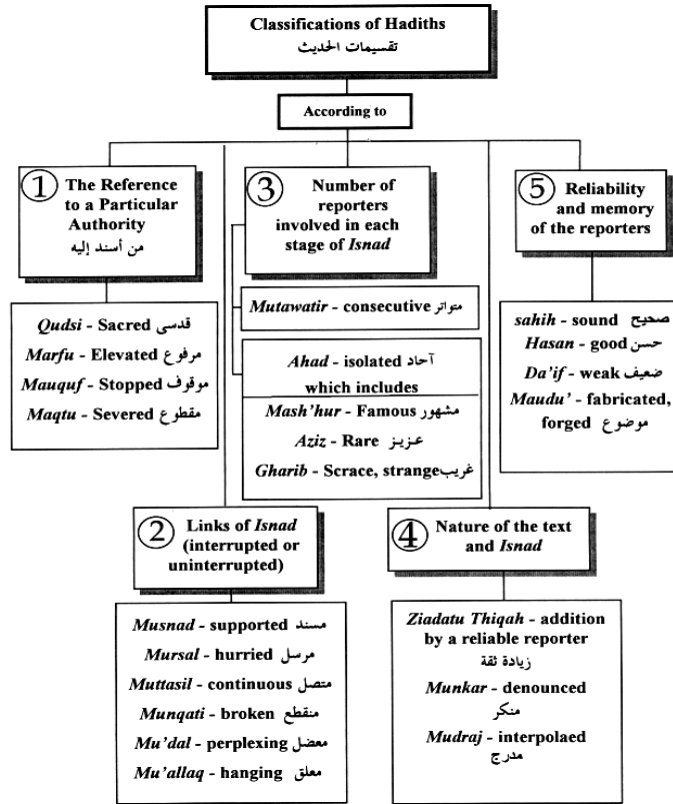 Classifications of Hadiths
تقسيمات الحديث
According to
1
The Reference
to a Particular
Authority
من أسند إليه
Qudsi - Sacred قدسى
Marfu - Elevated مرفوع
Mauquf - Stopped موقوف
Maqtu - Severed مقطوع
2
Links of Isnad
(interrupted or
uninterrupted)
Musnad - supported مسند
Mursal - hurried مرسل
Muttasil - continuous متصل
Munqati - broken منقطع
Mu’dal - perplexing معضل
Mu’allaq - hanging معلق
3
Number of
reporters
involved in each
stage of Isnad
Mutawatir - consecutive متواتر
Ahad - isolated آحاد
which includes
Mash’hur - Famous مشهور
Aziz - Rare عزيز
Gharib - Scrace, strange غريب
4
Nature of the text
and Isnad
Ziadatu Thiqah - addition
by a reliable reporter
زيادة ثقة
Munkar - denounced
منكر
Mudraj - interpolaed
مدرج
5
Reliability
and memory
of the reporters
sahih - sound صحيح
Hasan - good حسن
Da’if - weak ضعيف
Maudu’ - fabricated,
forged موضوع